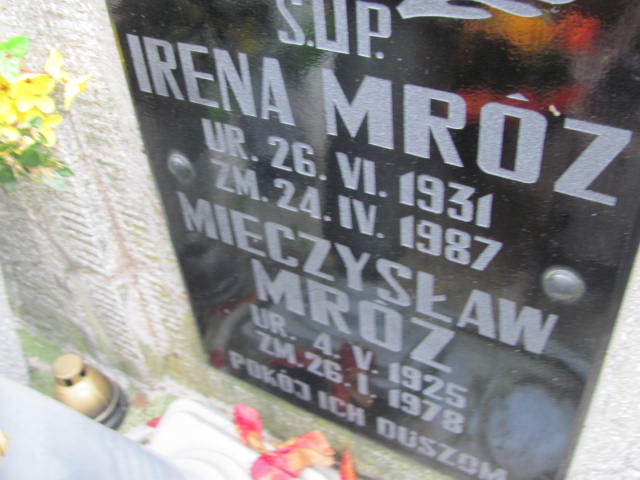 Ś.†P.
IRENA MRÓZ
UR. 26. VI. 1931
ZM. 24. IV. 1987
MIECZYSŁAW
MRÓZ
UR. 4. V. 1925
ZM. 26. I. 1978
POKÓJ ICH DUSZOM